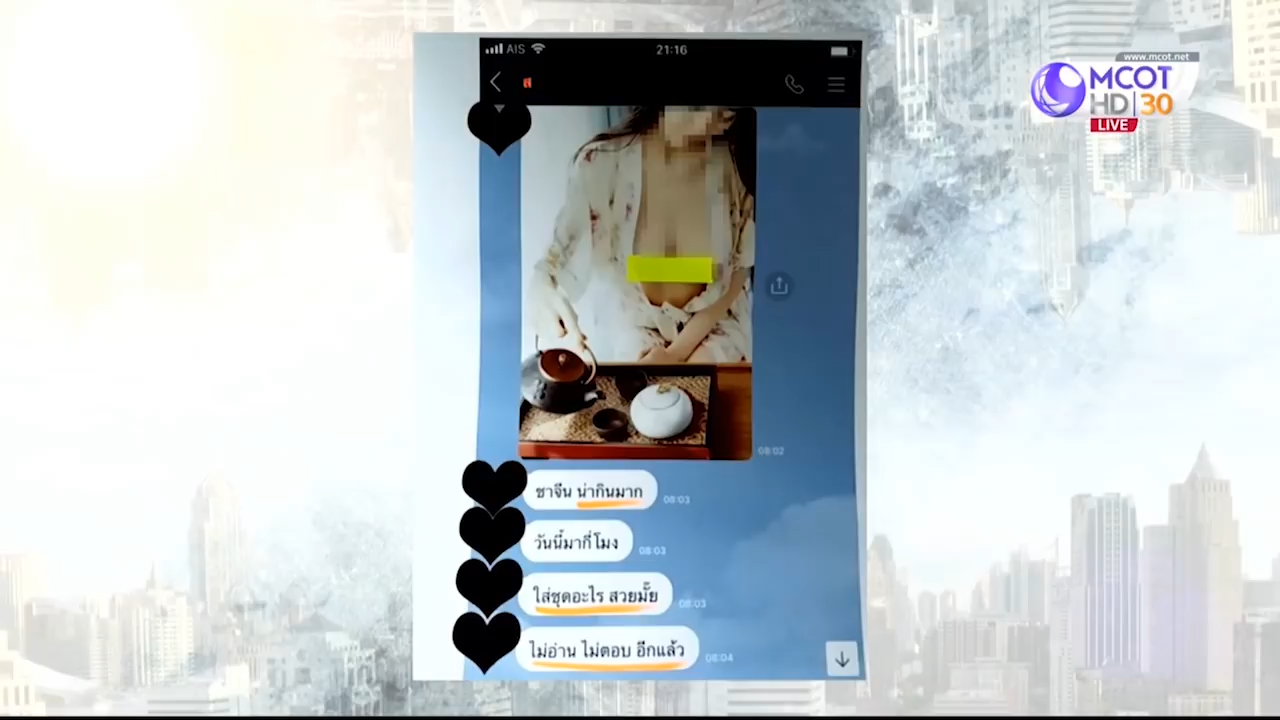 www.mcot.net
MCOT
HD 30
LIVE
AIS
21:16
08:02
ชาจีน น่ากินมาก
08:03
วันนี้มากี่โมง
08:03
ใส่ชุดอะไร สวยมั๊ย
08:03
ไม่อ่าน ไม่ตอบ อีกแล้ว
08:04